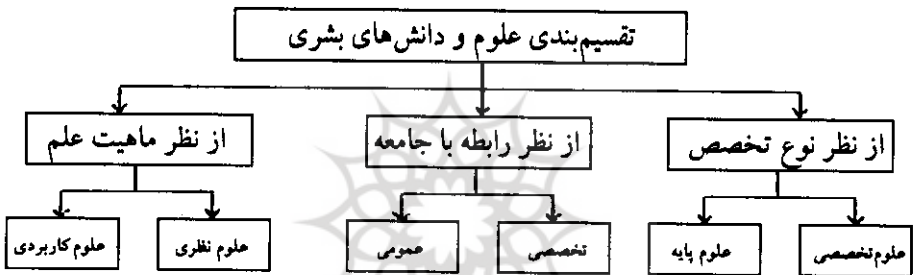 تقسیم‌بندی علوم و دانش‌های بشری
از نظر نوع تخصص
از نظر رابطه با جامعه
از نظر ماهیت علم
علوم تخصصی
علوم پایه
تخصصی
عمومی
علوم نظری
علوم کاربردی